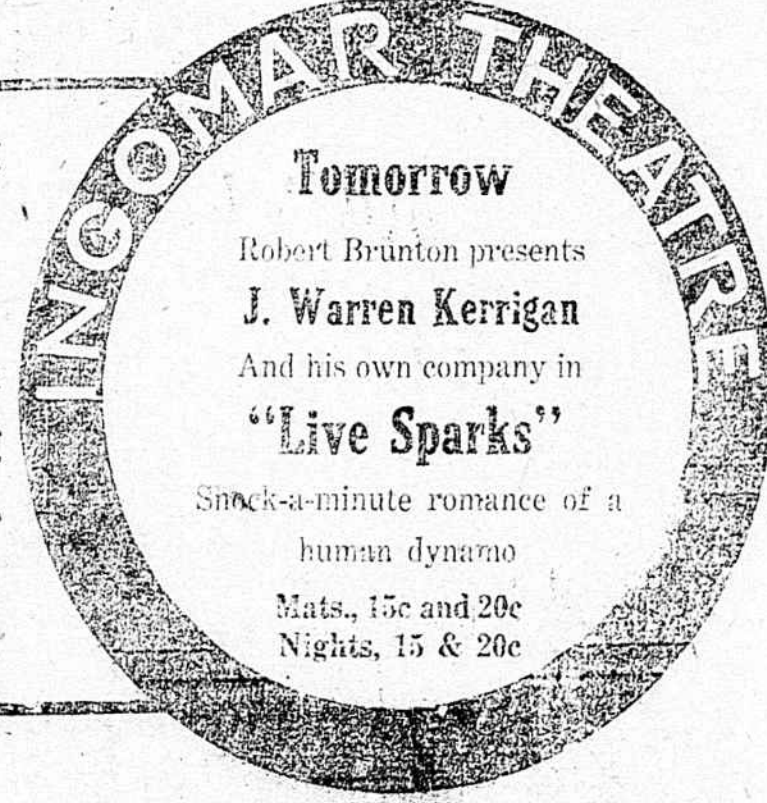 INGOMAR THEATRE
Tomorrow
Robert Brunton presents
J. Warren Kerrigan
And his own company in
"Live Sparks"
Shock-a-minute romance of a
human dynamo
Mats., 15c and 20c
Nights, 15 & 20c